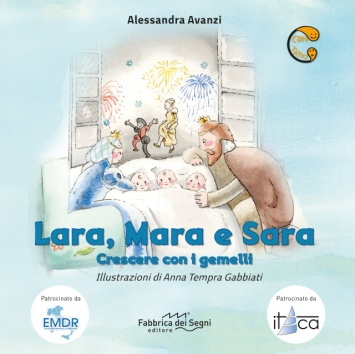 Alessandra Avanzi
Lara, Mara e Sara
Crescere con i gemelli
Illustrazioni di Anna Tempra Gabbiati
Patrocinato da
EMDR
Fabbrica dei Segni
editore
Patrocinato da
itaca